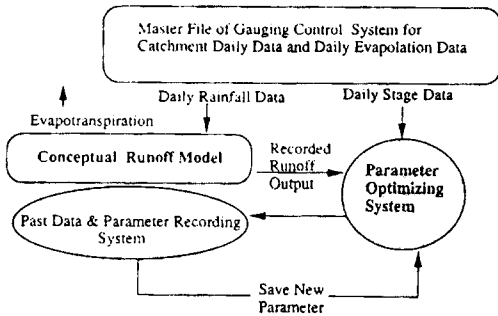 Master File of Gauging Control System for
Catchment Daily Data and Daily Evapolation Data
Daily Rainfall Data
Daily Stage Data
Evapotranspiration
Conceptual Runoff Model
Recorded
Runoff
Output
Parameter
Optimizing
System
Past Data & Parameter Recording
System
Save New
Parameter